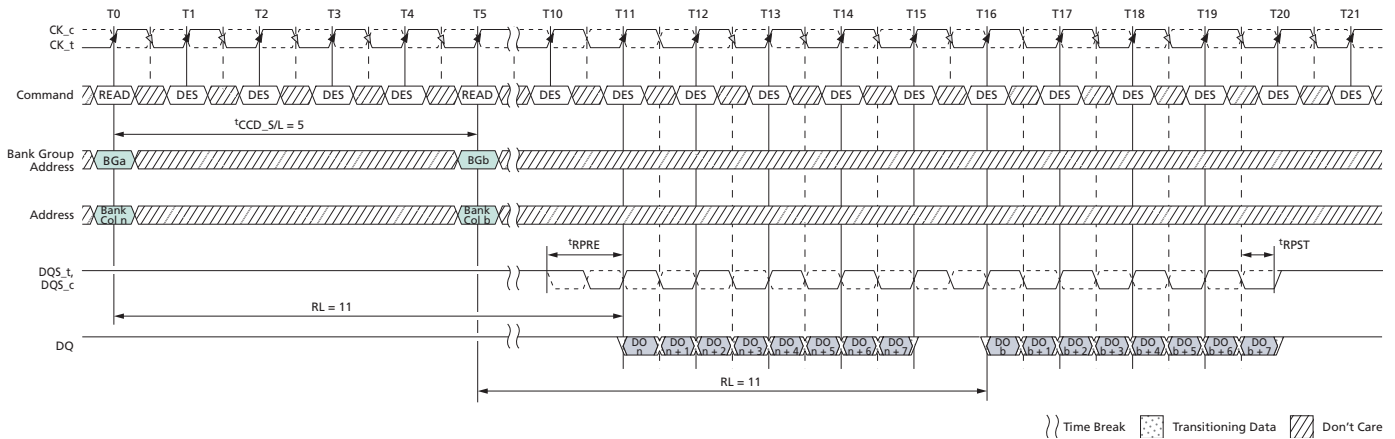 T0 T1 T2 T3 T4 T5 T10 T11 T12 T13 T14 T15 T16 T17 T18 T19 T20 T21
CK_c
CK_t
Command READ DES DES DES DES READ DES DES DES DES DES DES DES DES DES DES DES DES
tCCD_S/L = 5
Bank Group
Address
BGa BGb
Address
Bank
Col n
Bank
Col b
tRPRE tRPST
DQS_t,
DQS_c
RL = 11
DQ
DO
n
DO
n + 1
DO
n + 2
DO
n + 3
DO
n + 4
DO
n + 5
DO
n + 6
DO
n + 7
DO
b
DO
b + 1
DO
b + 2
DO
b + 3
DO
b + 4
DO
b + 5
DO
b + 6
DO
b + 7
RL = 11
Time Break Transitioning Data Don't Care